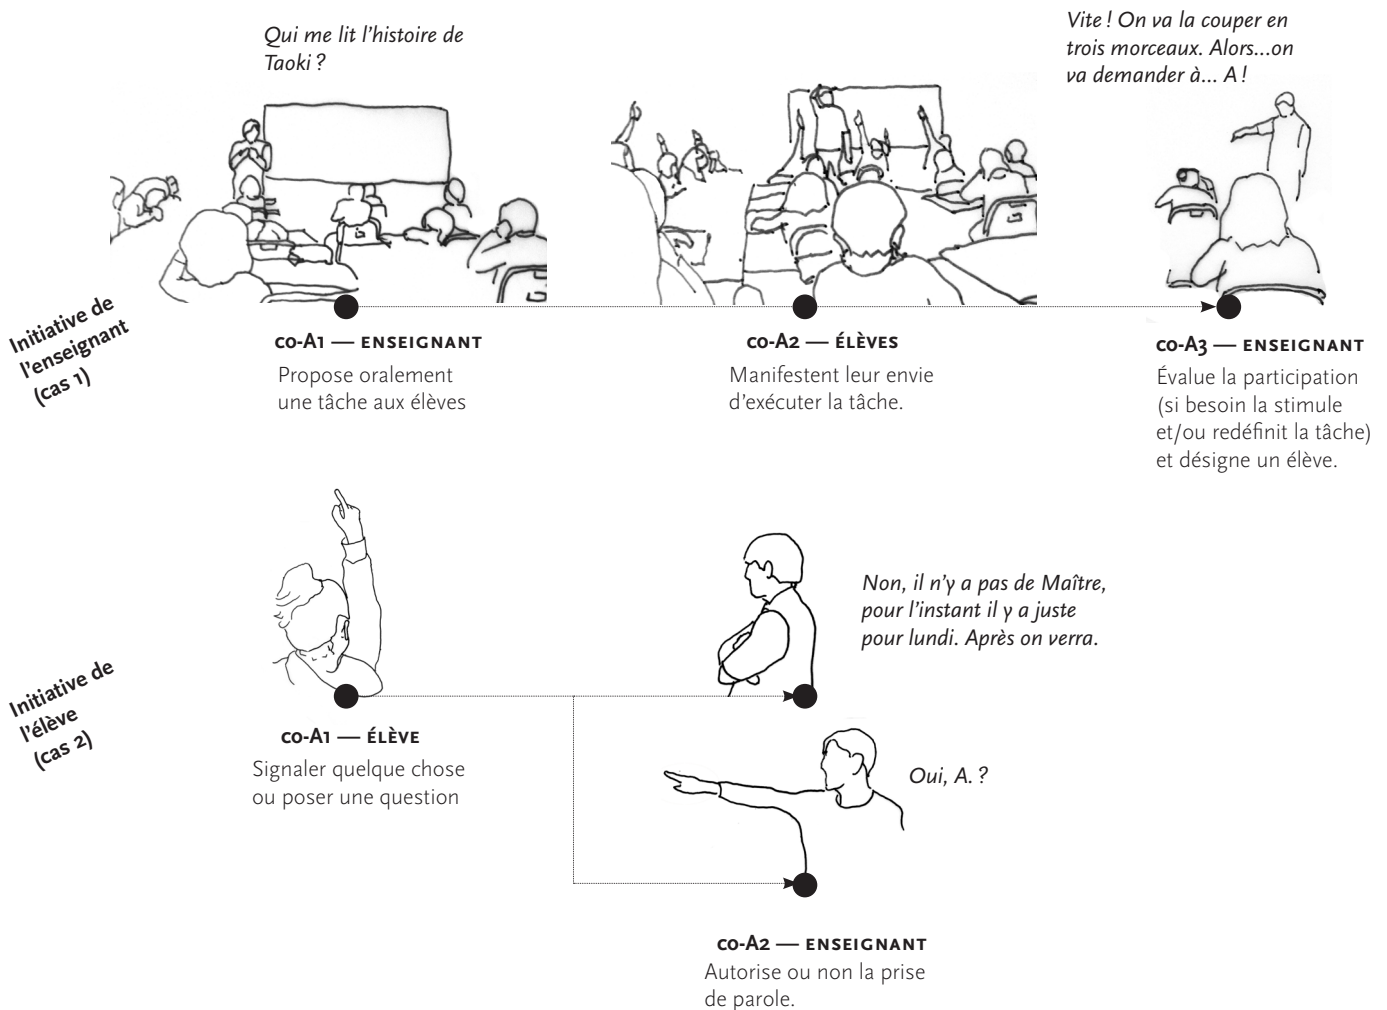 Qui me lit l’histoire de
Taoki ?
Vite ! On va la couper en
trois morceaux. Alors...on
va demander à... A !
Initiative de
l’enseignant
(cas 1)
co-A1 — ENSEIGNANT
Propose oralement
une tâche aux élèves
co-A2 — ÉLÈVES
Manifestent leur envie
d’exécuter la tâche.
co-A3 — ENSEIGNANT
Évalue la participation
(si besoin la stimule
et/ou redéfinit la tâche)
et désigne un élève.
Initiative de
l’élève
(cas 2)
co-A1 — ÉLÈVE
Signaler quelque chose
ou poser une question
Non, il n’y a pas de Maître,
pour l’instant il y a juste
pour lundi. Après on verra.
Oui, A. ?
co-A2 — ENSEIGNANT
Autorise ou non la prise
de parole.